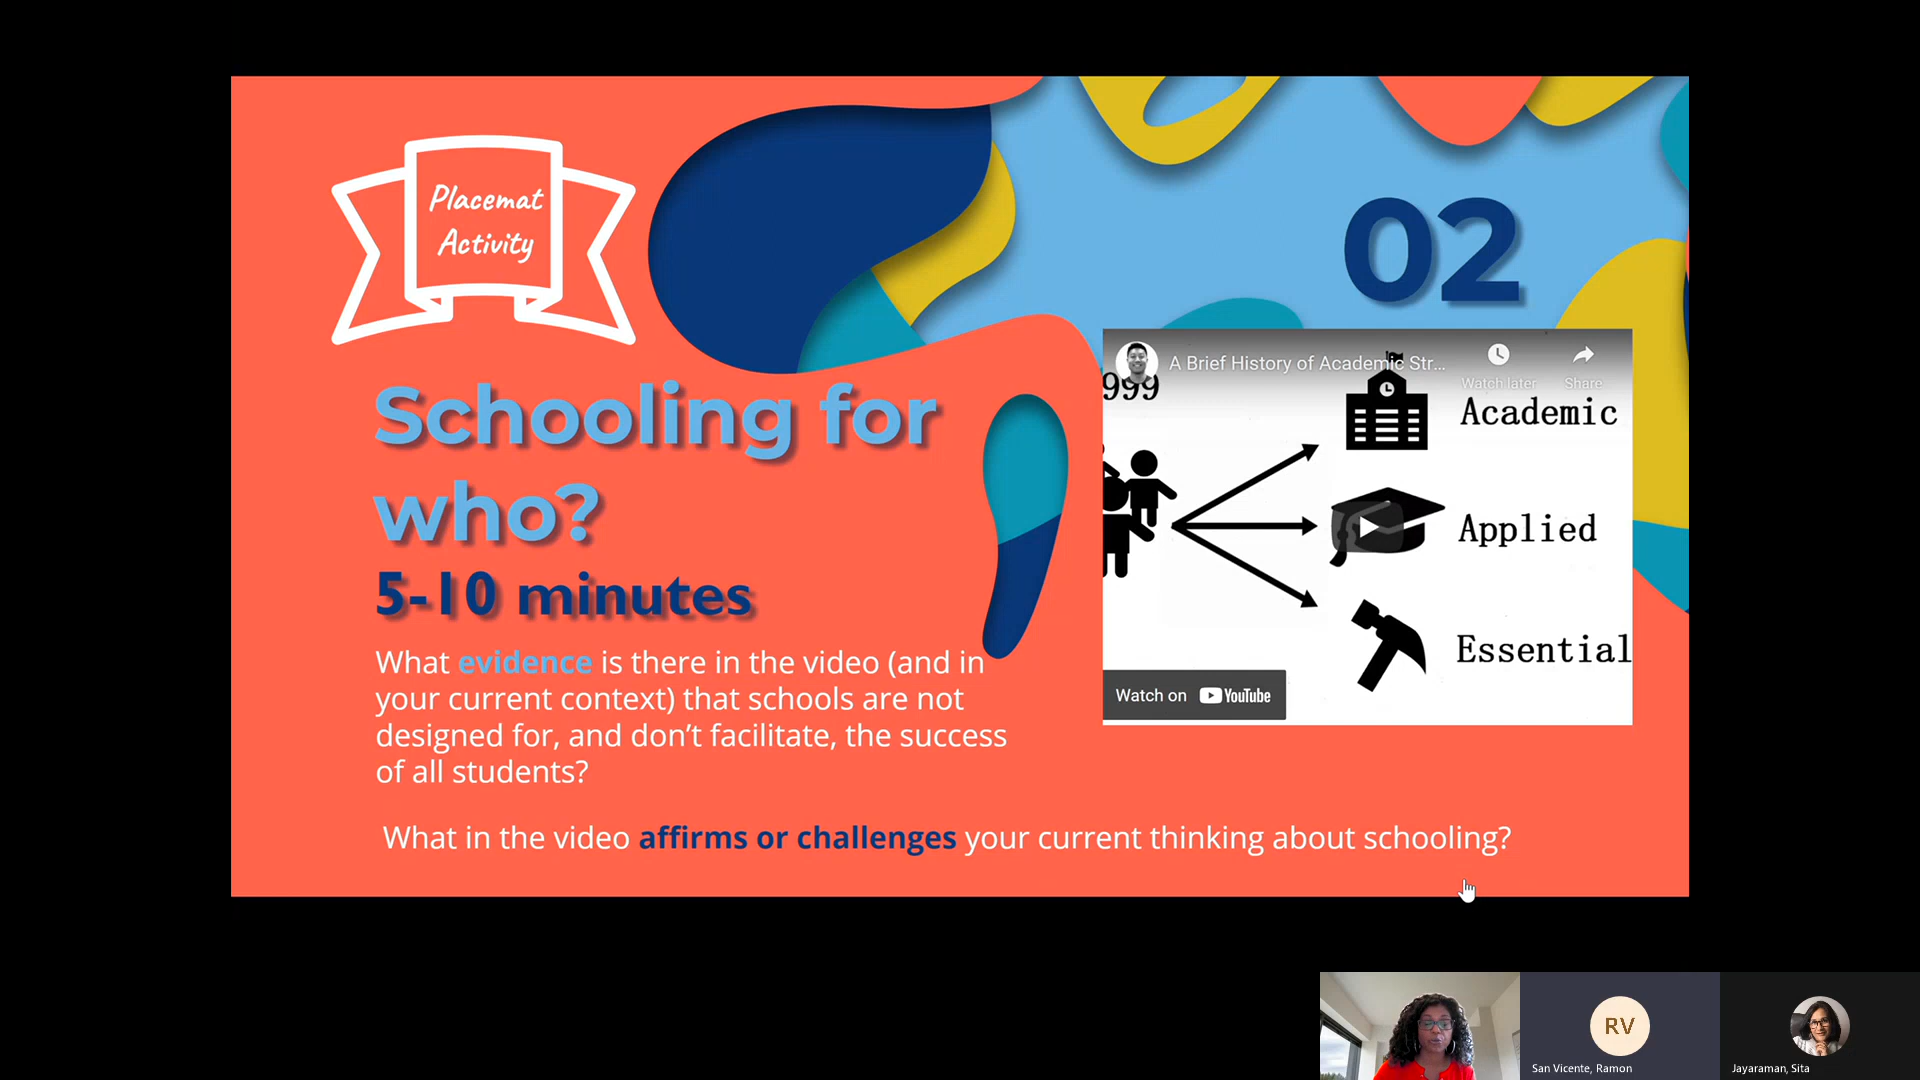 Placemat
Activity
02
Schooling for
who?
5-10 minutes
What evidence is there in the video (and in
your current context) that schools are not
designed for, and don’t facilitate, the success
of all students?
What in the video affirms or challenges your current thinking about schooling?
A Brief History of Academic Str...
Watch later
Share
999
Academic
Applied
Essential
Watch on YouTube
RV
San Vicente, Ramon
Jayaraman, Sita